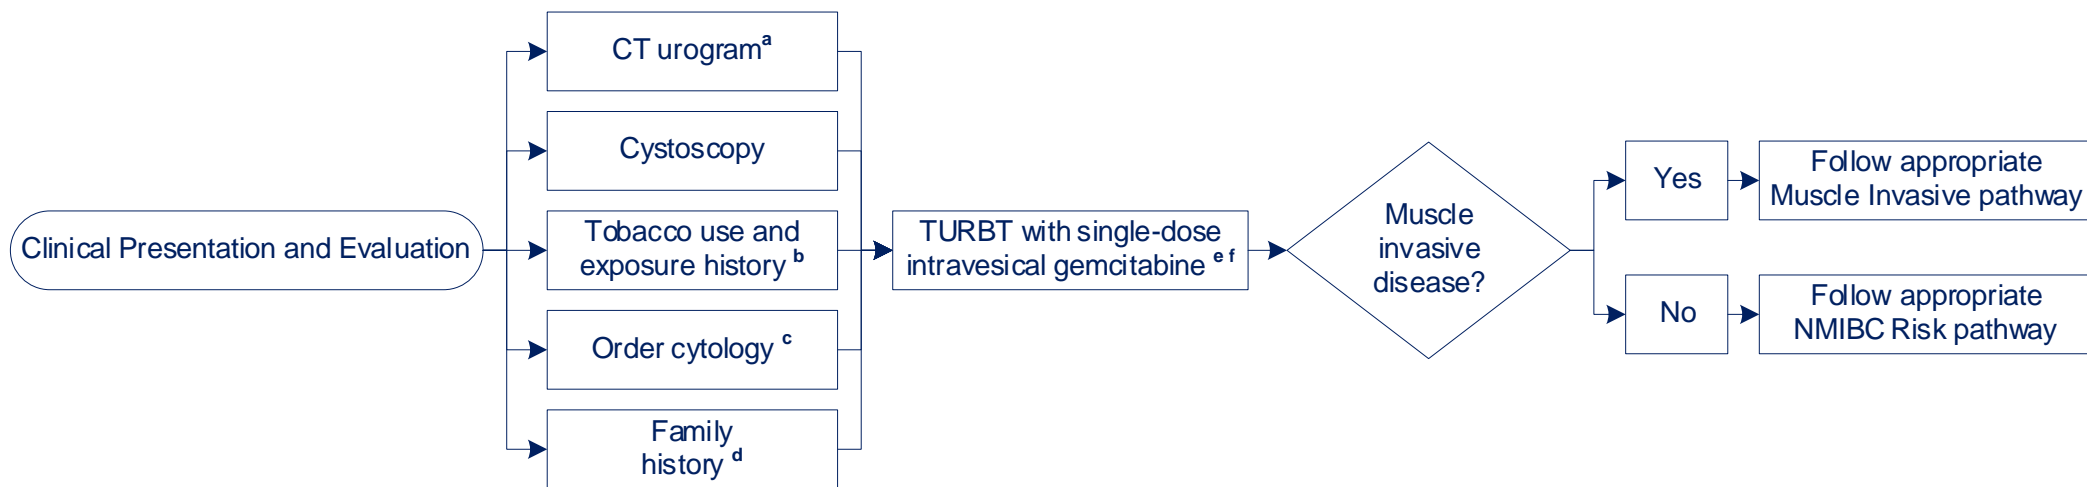 Clinical Presentation and Evaluation
CT urogram a
Cystoscopy
Tobacco use and
exposure history b
Order cytology c
Family
history d
TURBT with single-dose
intravesical gemcitabine e f
Muscle
invasive
disease?
Yes
Follow appropriate
Muscle Invasive pathway
No
Follow appropriate
NMIBC Risk pathway